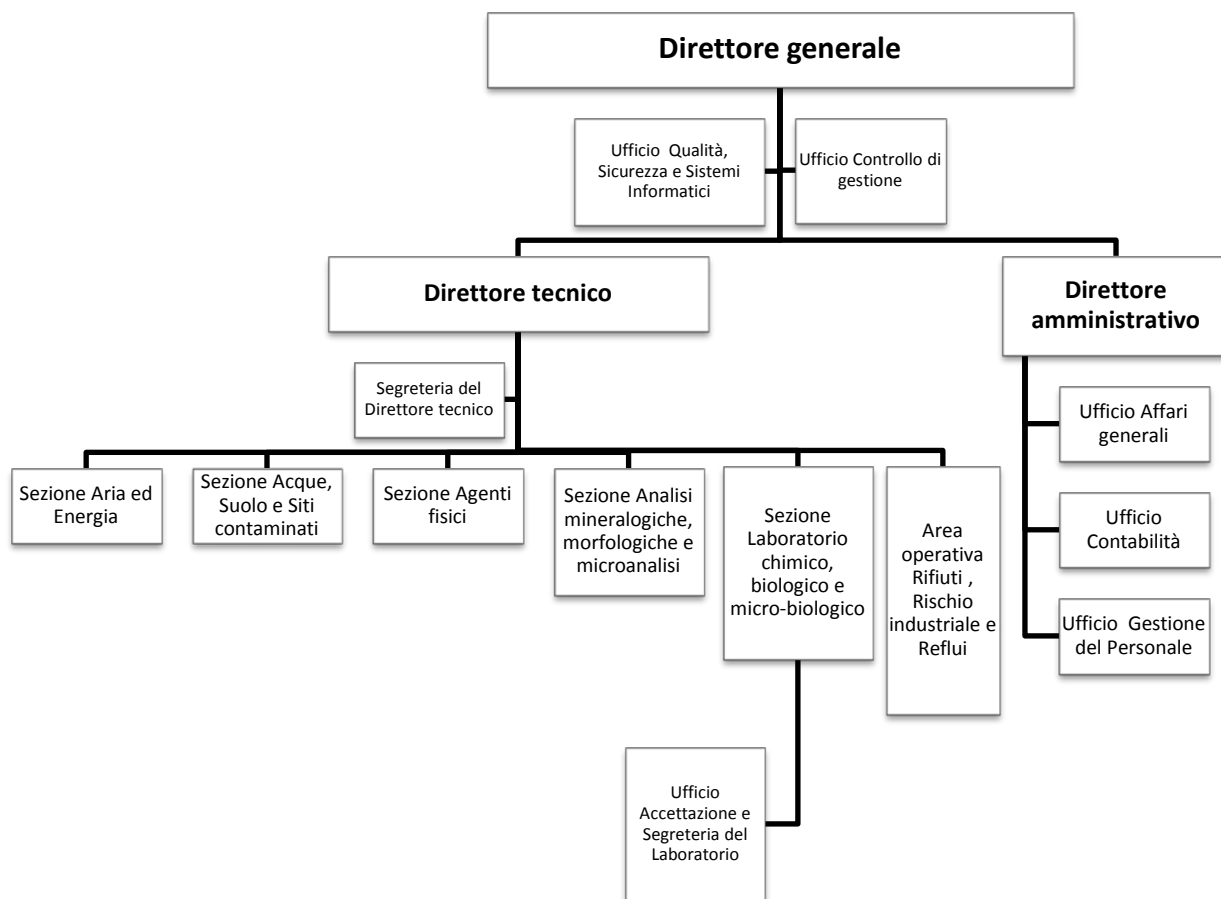 Direttore generale
Ufficio Qualità,
Sicurezza e Sistemi
Informatici
Ufficio Controllo di
gestione
Direttore tecnico
Direttore
amministrativo
Segreteria del
Direttore tecnico
Ufficio Affari
generali
Ufficio
Contabilità
Ufficio Gestione
del Personale
Sezione Aria ed
Energia
Sezione Acque,
Suolo e Siti
contaminati
Sezione Agenti
fisici
Sezione Analisi
mineralogiche,
morfologiche e
microanalisi
Sezione
Laboratorio
chimico,
biologico e
micro-biologico
Area
operativa
Rifiuti ,
Rischio
industriale e
Reflui
Ufficio
Accettazione e
Segreteria del
Laboratorio